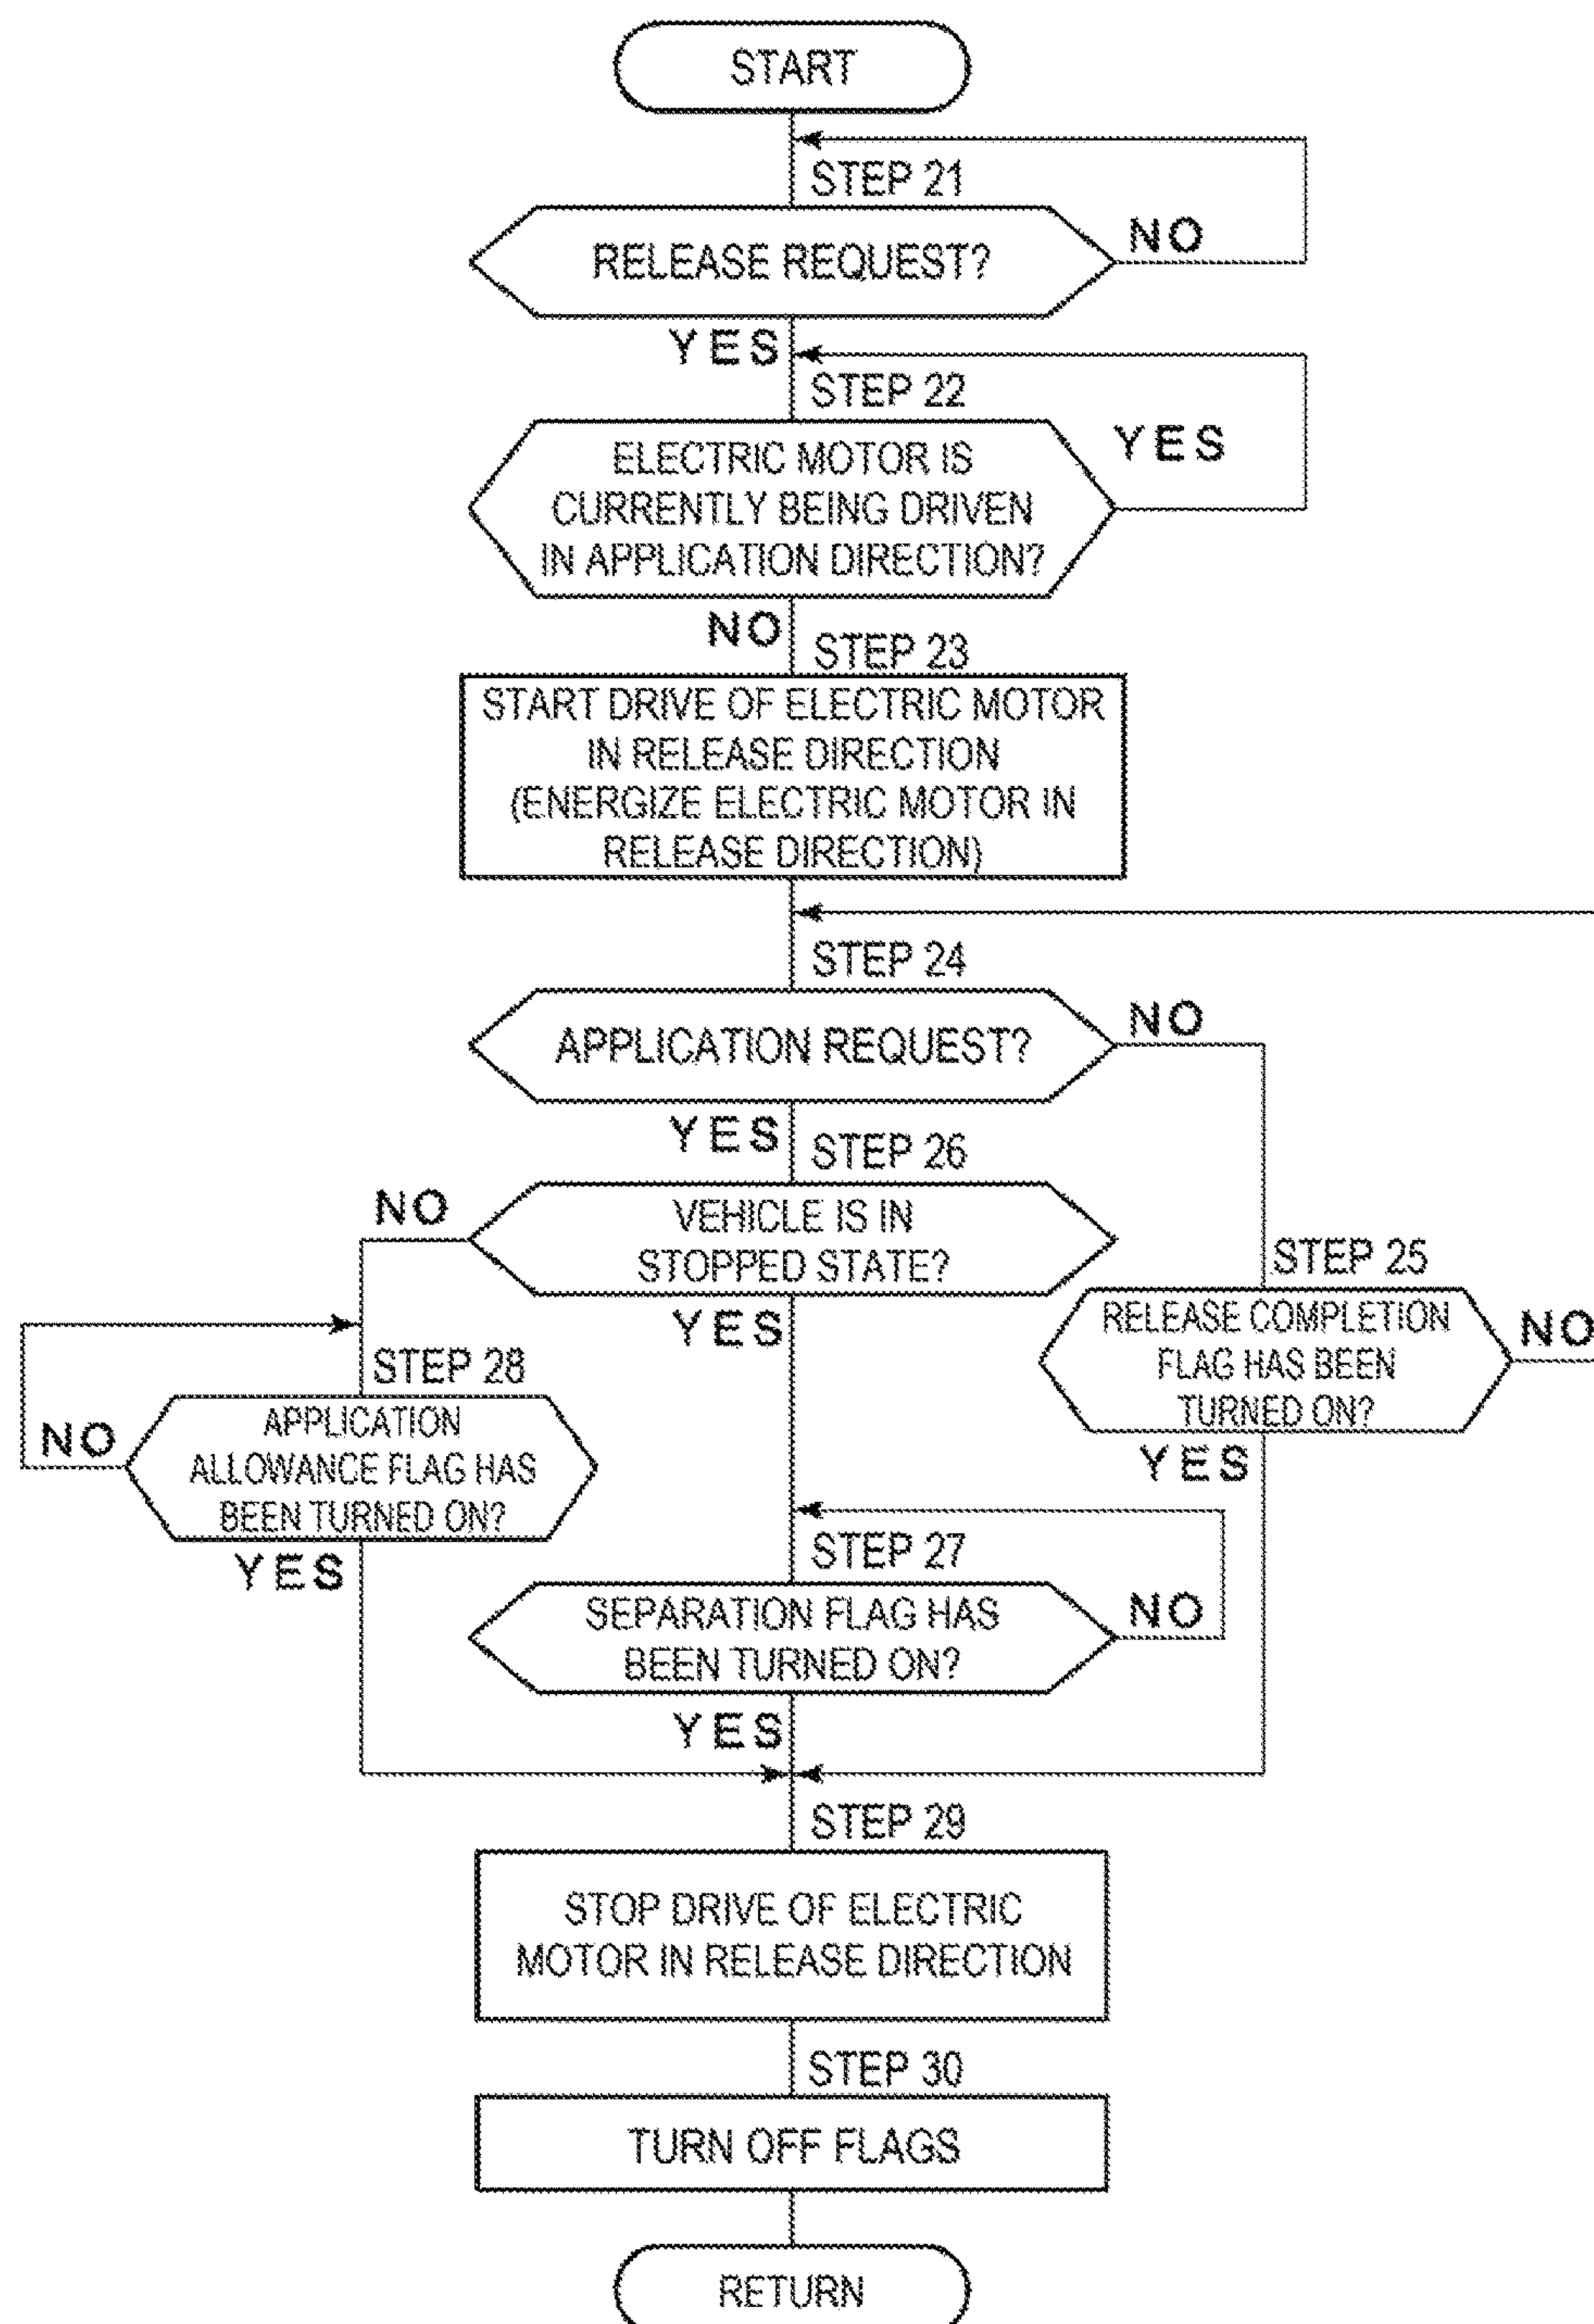 START
STEP 21
RELEASE REQUEST?
NO
YES
STEP 22
ELECTRIC MOTOR IS
CURRENTLY BEING DRIVEN
IN APPLICATION DIRECTION?
YES
NO
STEP 23
START DRIVE OF ELECTRIC MOTOR
IN RELEASE DIRECTION
(ENERGIZE ELECTRIC MOTOR IN
RELEASE DIRECTION)
STEP 24
APPLICATION REQUEST?
NO
YES
STEP 26
NO
VEHICLE IS IN
STOPPED STATE?
YES
STEP 25
RELEASE COMPLETION
FLAG HAS BEEN
TURNED ON?
NO
YES
STEP 28
APPLICATION
ALLOWANCE FLAG HAS
BEEN TURNED ON?
NO
YES
STEP 27
SEPARATION FLAG HAS
BEEN TURNED ON?
NO
YES
STEP 29
STOP DRIVE OF ELECTRIC
MOTOR IN RELEASE DIRECTION
STEP 30
TURN OFF FLAGS
RETURN